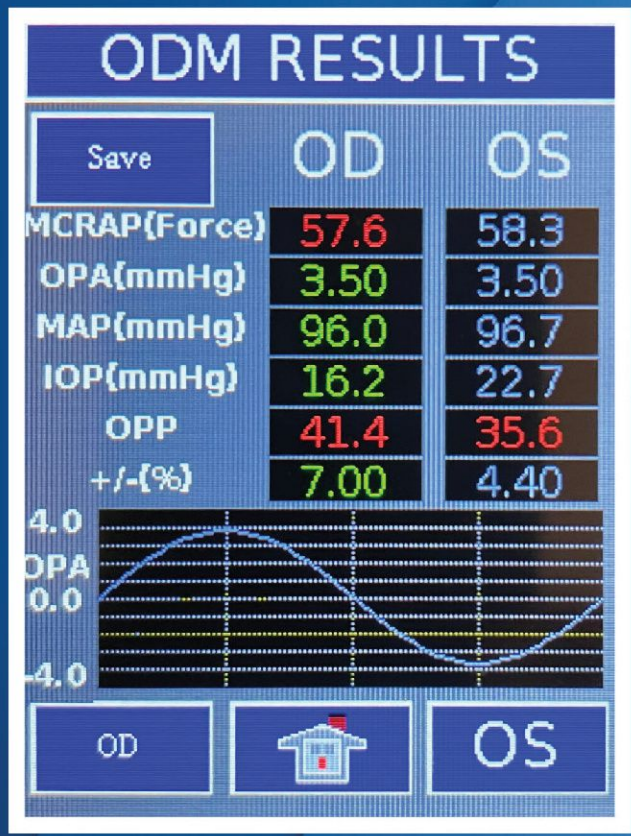 ODM RESULTS
Save OD OS
MCRAP{Force} 57.6 58.3
OPA{mmHg} 3.50 3.50
MAP{mmHg} 96.0 96.7
IOP{mmHg} 16.2 22.7
OPP 41.4 35.6
+/-{%} 7.00 4.40
4.0
OPA
0.0
-4.0
OD OS